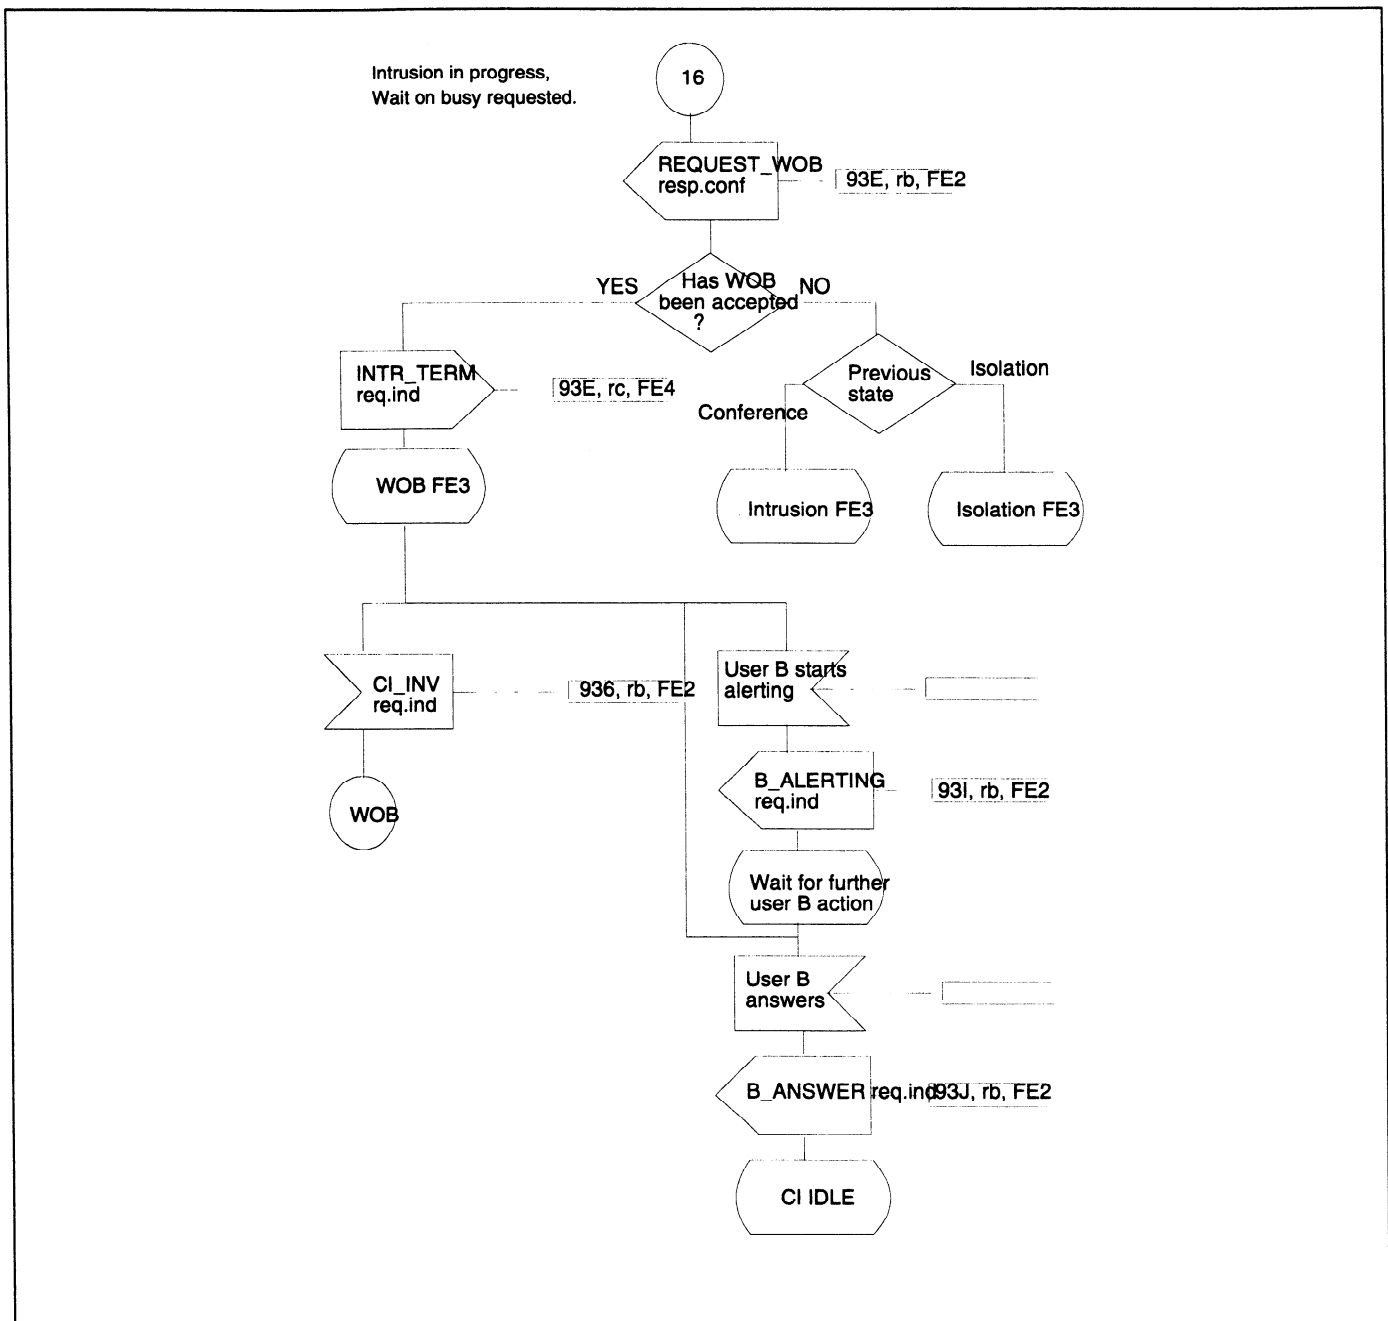 Intrusion in progress,
Wait on busy requested.
16
REQUEST_WOB
resp.conf
93E, rb, FE2
YES
Has WOB
been accepted
?
NO
INTR_TERM
req.ind
93E, rc, FE4
Previous
state
Isolation
Conference
WOB FE3
Intrusion FE3
Isolation FE3
CI_INV
req.ind
936, rb, FE2
User B starts
alerting
B_ALERTING
req.ind
93I, rb, FE2
WOB
Wait for further
user B action
User B
answers
B_ANSWER req.ind
93J, rb, FE2
CI IDLE